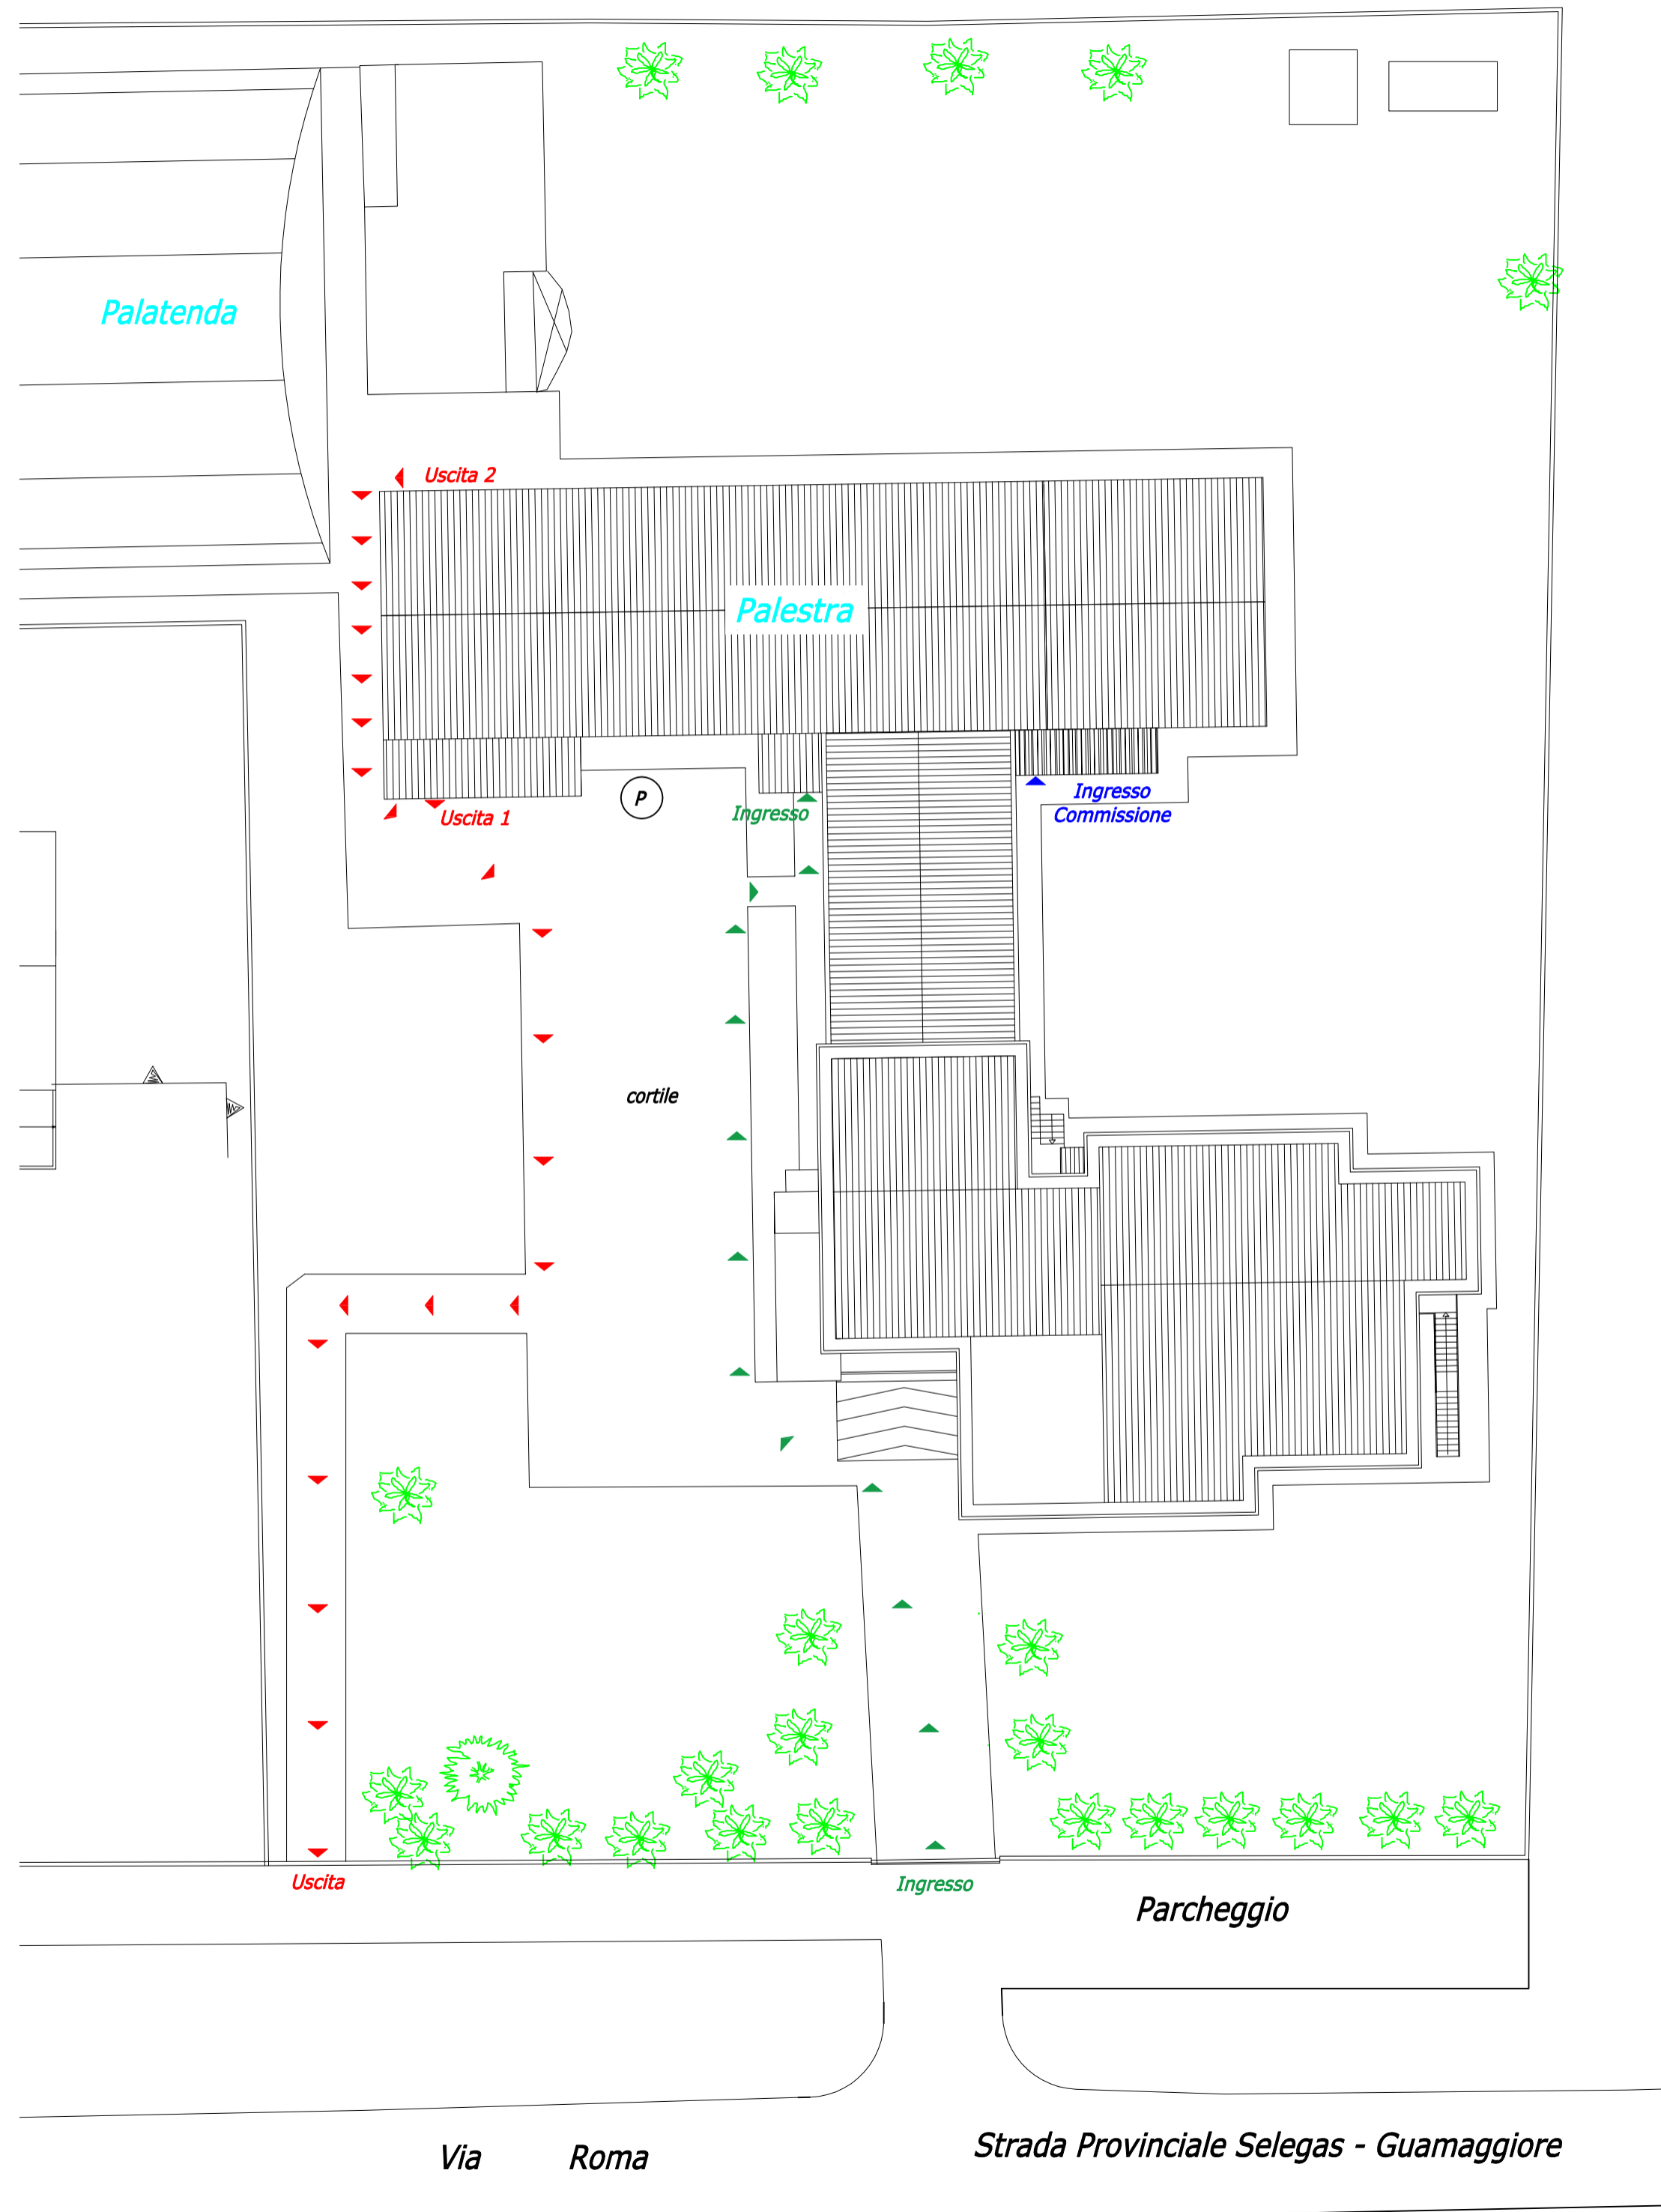 Palatenda
Uscita 2
Palestra
P
Uscita 1
Ingresso
Ingresso
Commissione
cortile
Uscita
Ingresso
Parcheggio
Via Roma
Strada Provinciale Selegas - Guamaggiore